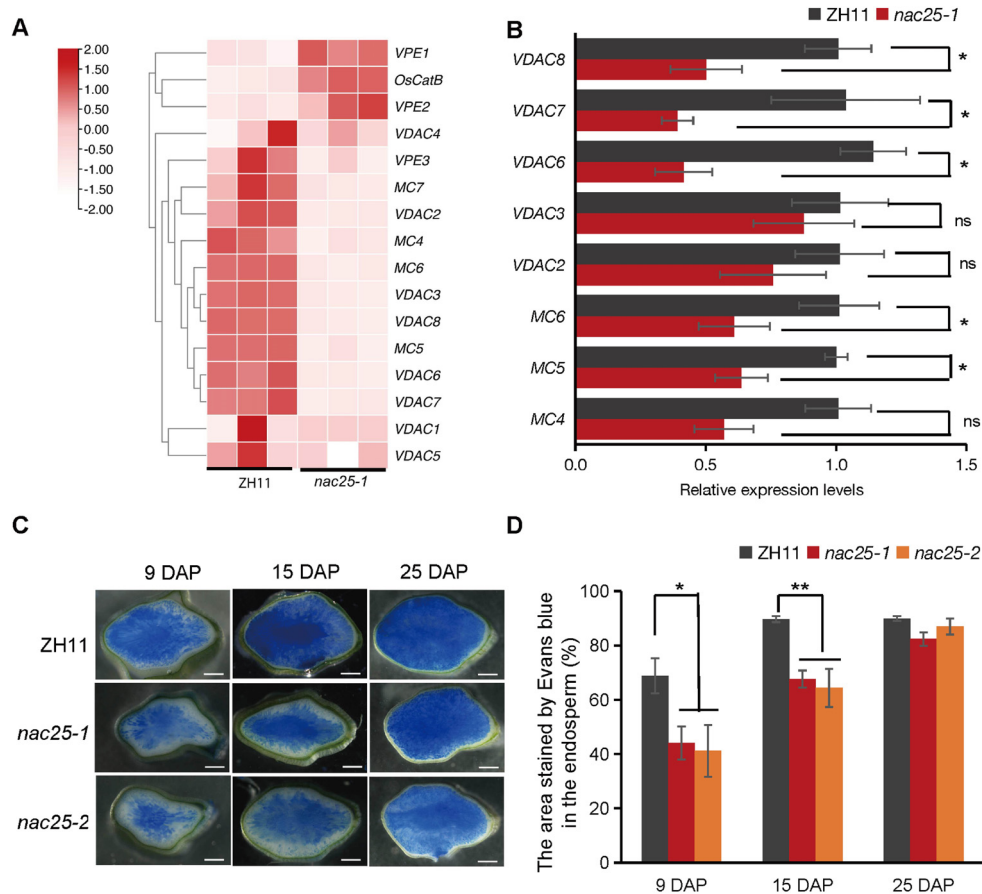 A
2.00
1.50
1.00
0.50
0.00
-0.50
-1.00
-1.50
-2.00
VPE1
OsCatB
VPE2
VDAC4
VPE3
MC7
VDAC2
MC4
MC6
VDAC3
VDAC8
MC5
VDAC6
VDAC7
VDAC1
VDAC5
ZH11 nac25-1
B
ZH11 nac25-1
VDAC8 *
VDAC7 *
VDAC6 *
VDAC3 ns
VDAC2 ns
MC6 *
MC5 *
MC4 ns
0.0 0.5 1.0 1.5
Relative expression levels
C
9 DAP 15 DAP 25 DAP
ZH11
nac25-1
nac25-2
D
ZH11 nac25-1 nac25-2
The area stained by Evans blue
in the endosperm (%)
100
80
60
40
20
0
* **
9 DAP 15 DAP 25 DAP